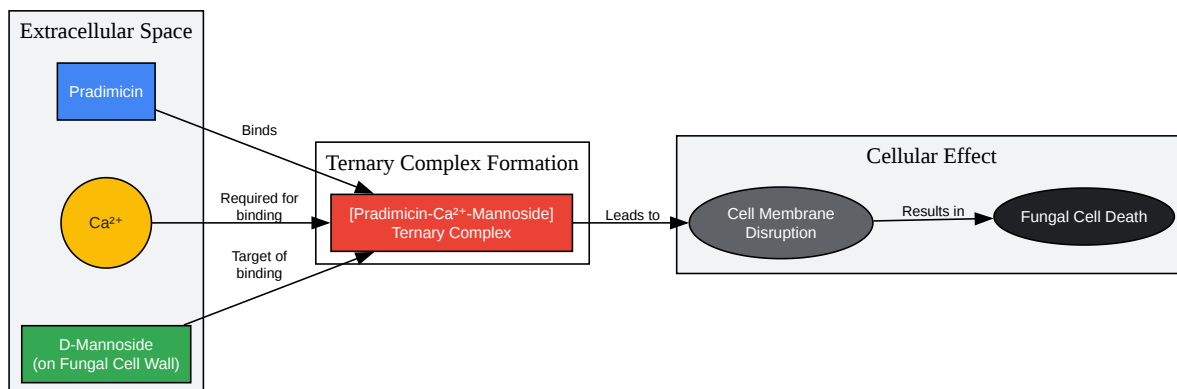 Extracellular Space
Pradimicin
Ca²⁺
D-Mannoside
(on Fungal Cell Wall)
Binds
Required for
binding
Target of
binding
Ternary Complex Formation
[Pradimicin-Ca²⁺-Mannoside]
Ternary Complex
Leads to
Cellular Effect
Cell Membrane
Disruption
Results in
Fungal Cell Death